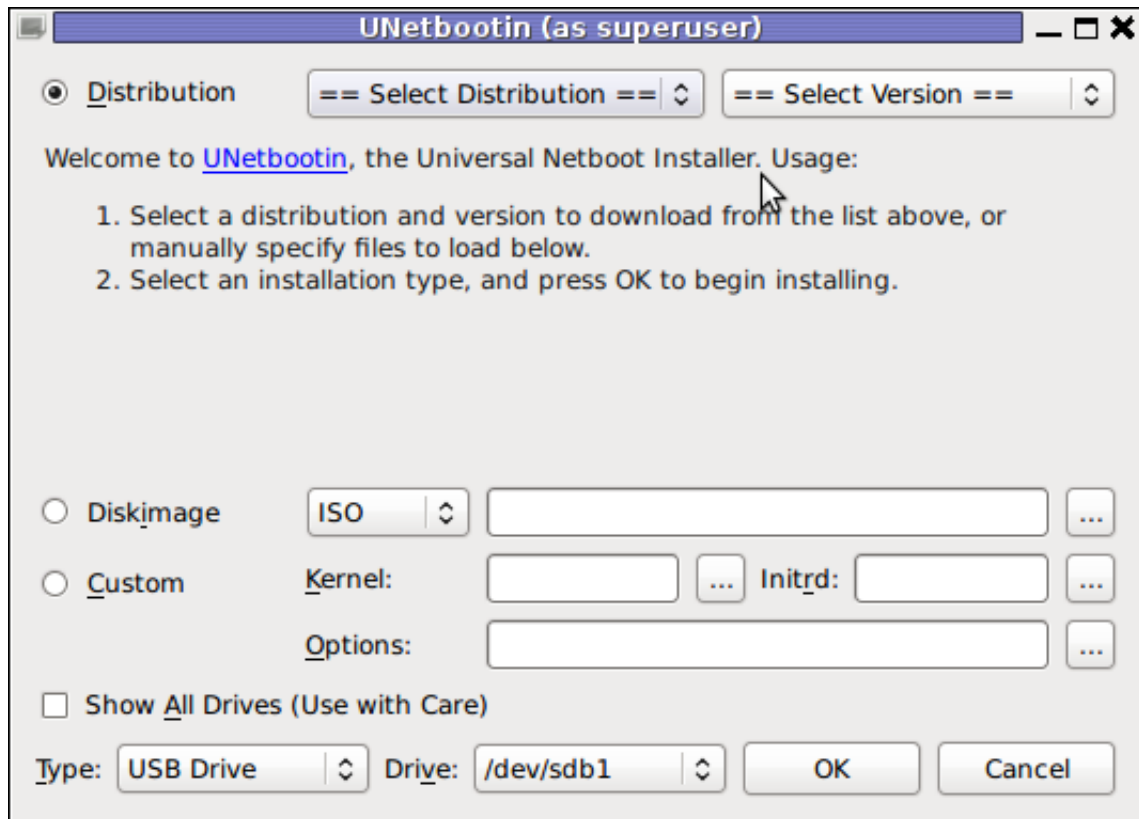 UNetbootin (as superuser)
Distribution == Select Distribution == == Select Version ==
Welcome to UNetbootin, the Universal Netboot Installer. Usage:
1. Select a distribution and version to download from the list above, or
manually specify files to load below.
2. Select an installation type, and press OK to begin installing.
Diskimage ISO ...
Custom Kernel: ... Initrd: ...
Options: ...
Show All Drives (Use with Care)
Type: USB Drive Drive: /dev/sdb1 OK Cancel